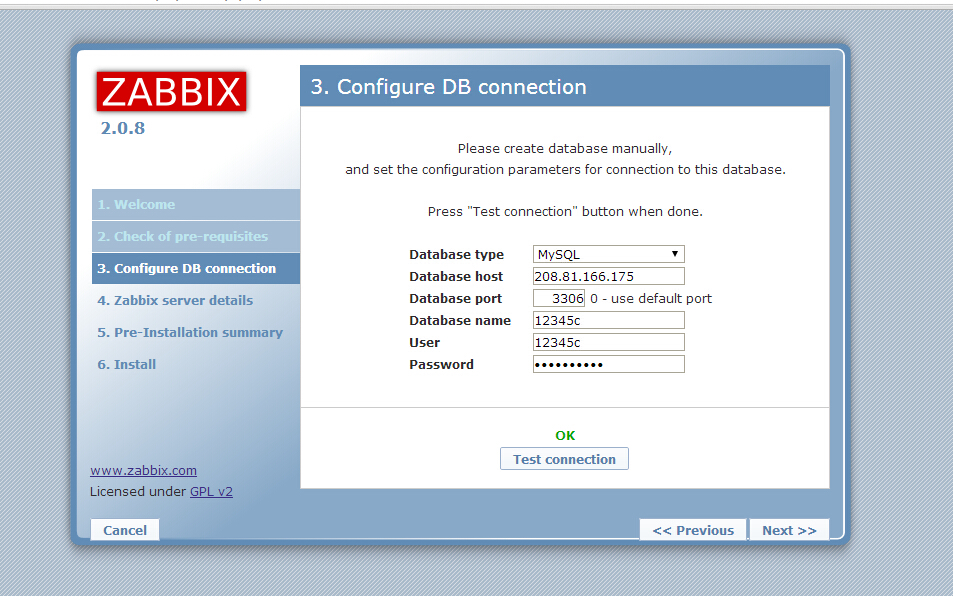 ZABBIX
2.0.8
1. Welcome
2. Check of pre-requisites
3. Configure DB connection
4. Zabbix server details
5. Pre-Installation summary
6. Install
www.zabbix.com
Licensed under GPL v2
Cancel
3. Configure DB connection
Please create database manually,
and set the configuration parameters for connection to this database.
Press "Test connection" button when done.
Database type MySQL
Database host 208.81.166.175
Database port 3306 0 - use default port
Database name 12345c
User 12345c
Password ••••••••••
OK
Test connection
<< Previous Next >>